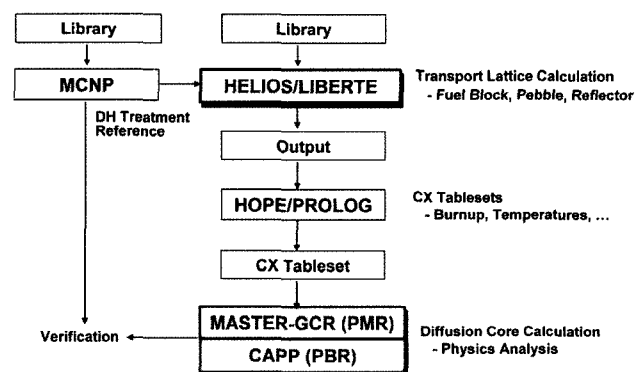 Library
Library
MCNP
HELIOS/LIBERTE
Transport Lattice Calculation
- Fuel Block, Pebble, Reflector
DH Treatment
Reference
Output
HOPE/PROLOG
CX Tablesets
- Burnup, Temperatures, ...
CX Tableset
MASTER-GCR (PMR)
Verification
Diffusion Core Calculation
CAPP (PBR)
- Physics Analysis